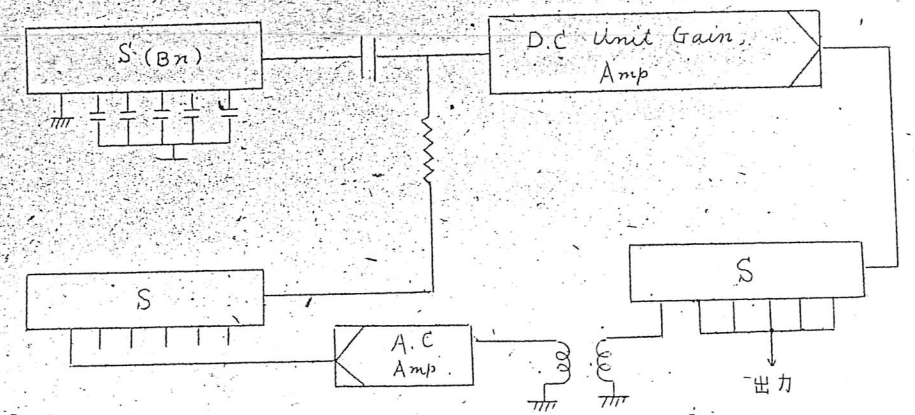 S (Bn)
D.C Unit Gain,
Amp
S
S
A.C
Amp.
出力